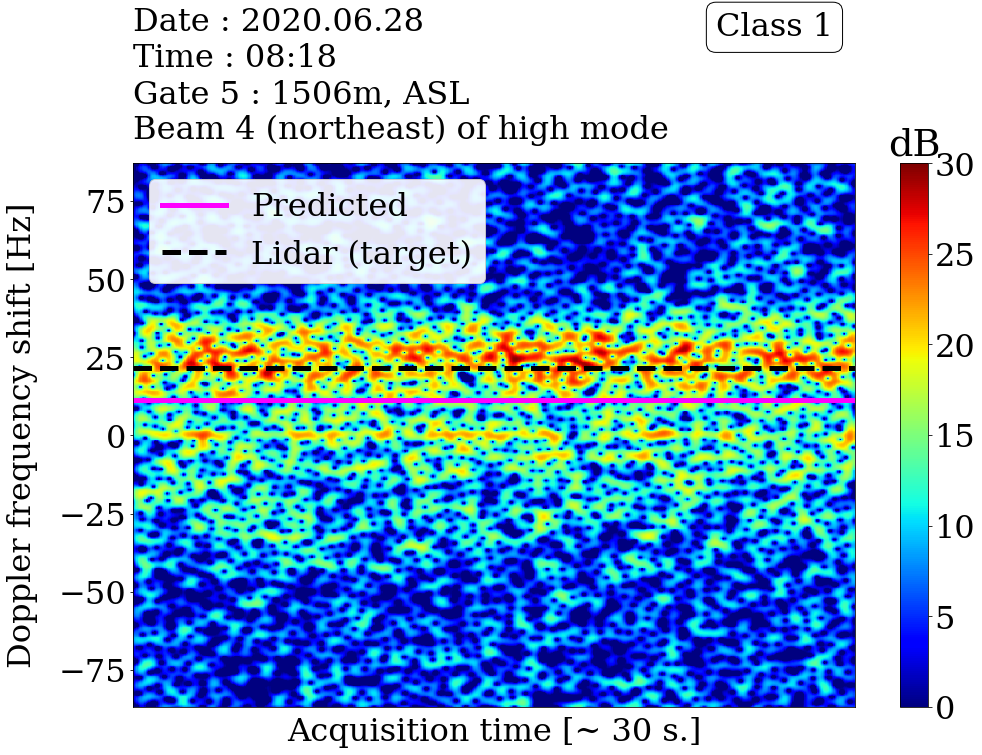 Date : 2020.06.28
Time : 08:18
Gate 5 : 1506m, ASL
Beam 4 (northeast) of high mode
Class 1
dB
Predicted
Lidar (target)
Doppler frequency shift [Hz]
75
50
25
0
−25
−50
−75
30
25
20
15
10
5
0
Acquisition time [~ 30 s.]